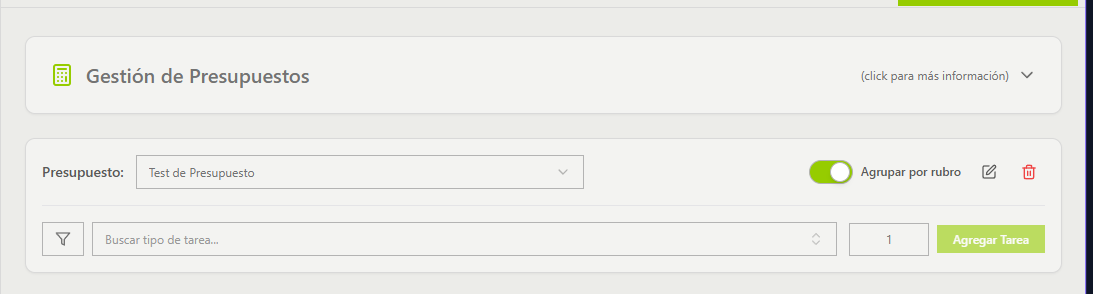 Gestión de Presupuestos
(click para más información)
Presupuesto:
Test de Presupuesto
Agrupar por rubro
Buscar tipo de tarea...
1
Agregar Tarea